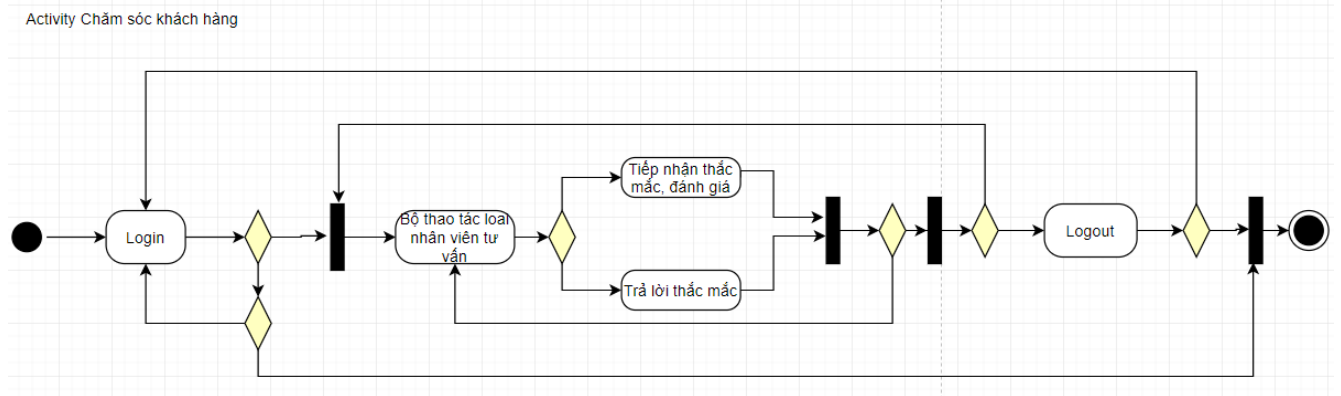 Activity Chăm sóc khách hàng
Login
Bộ thao tác loại
nhân viên tư
vấn
Tiếp nhận thắc
mắc, đánh giá
Trả lời thắc mắc
Logout